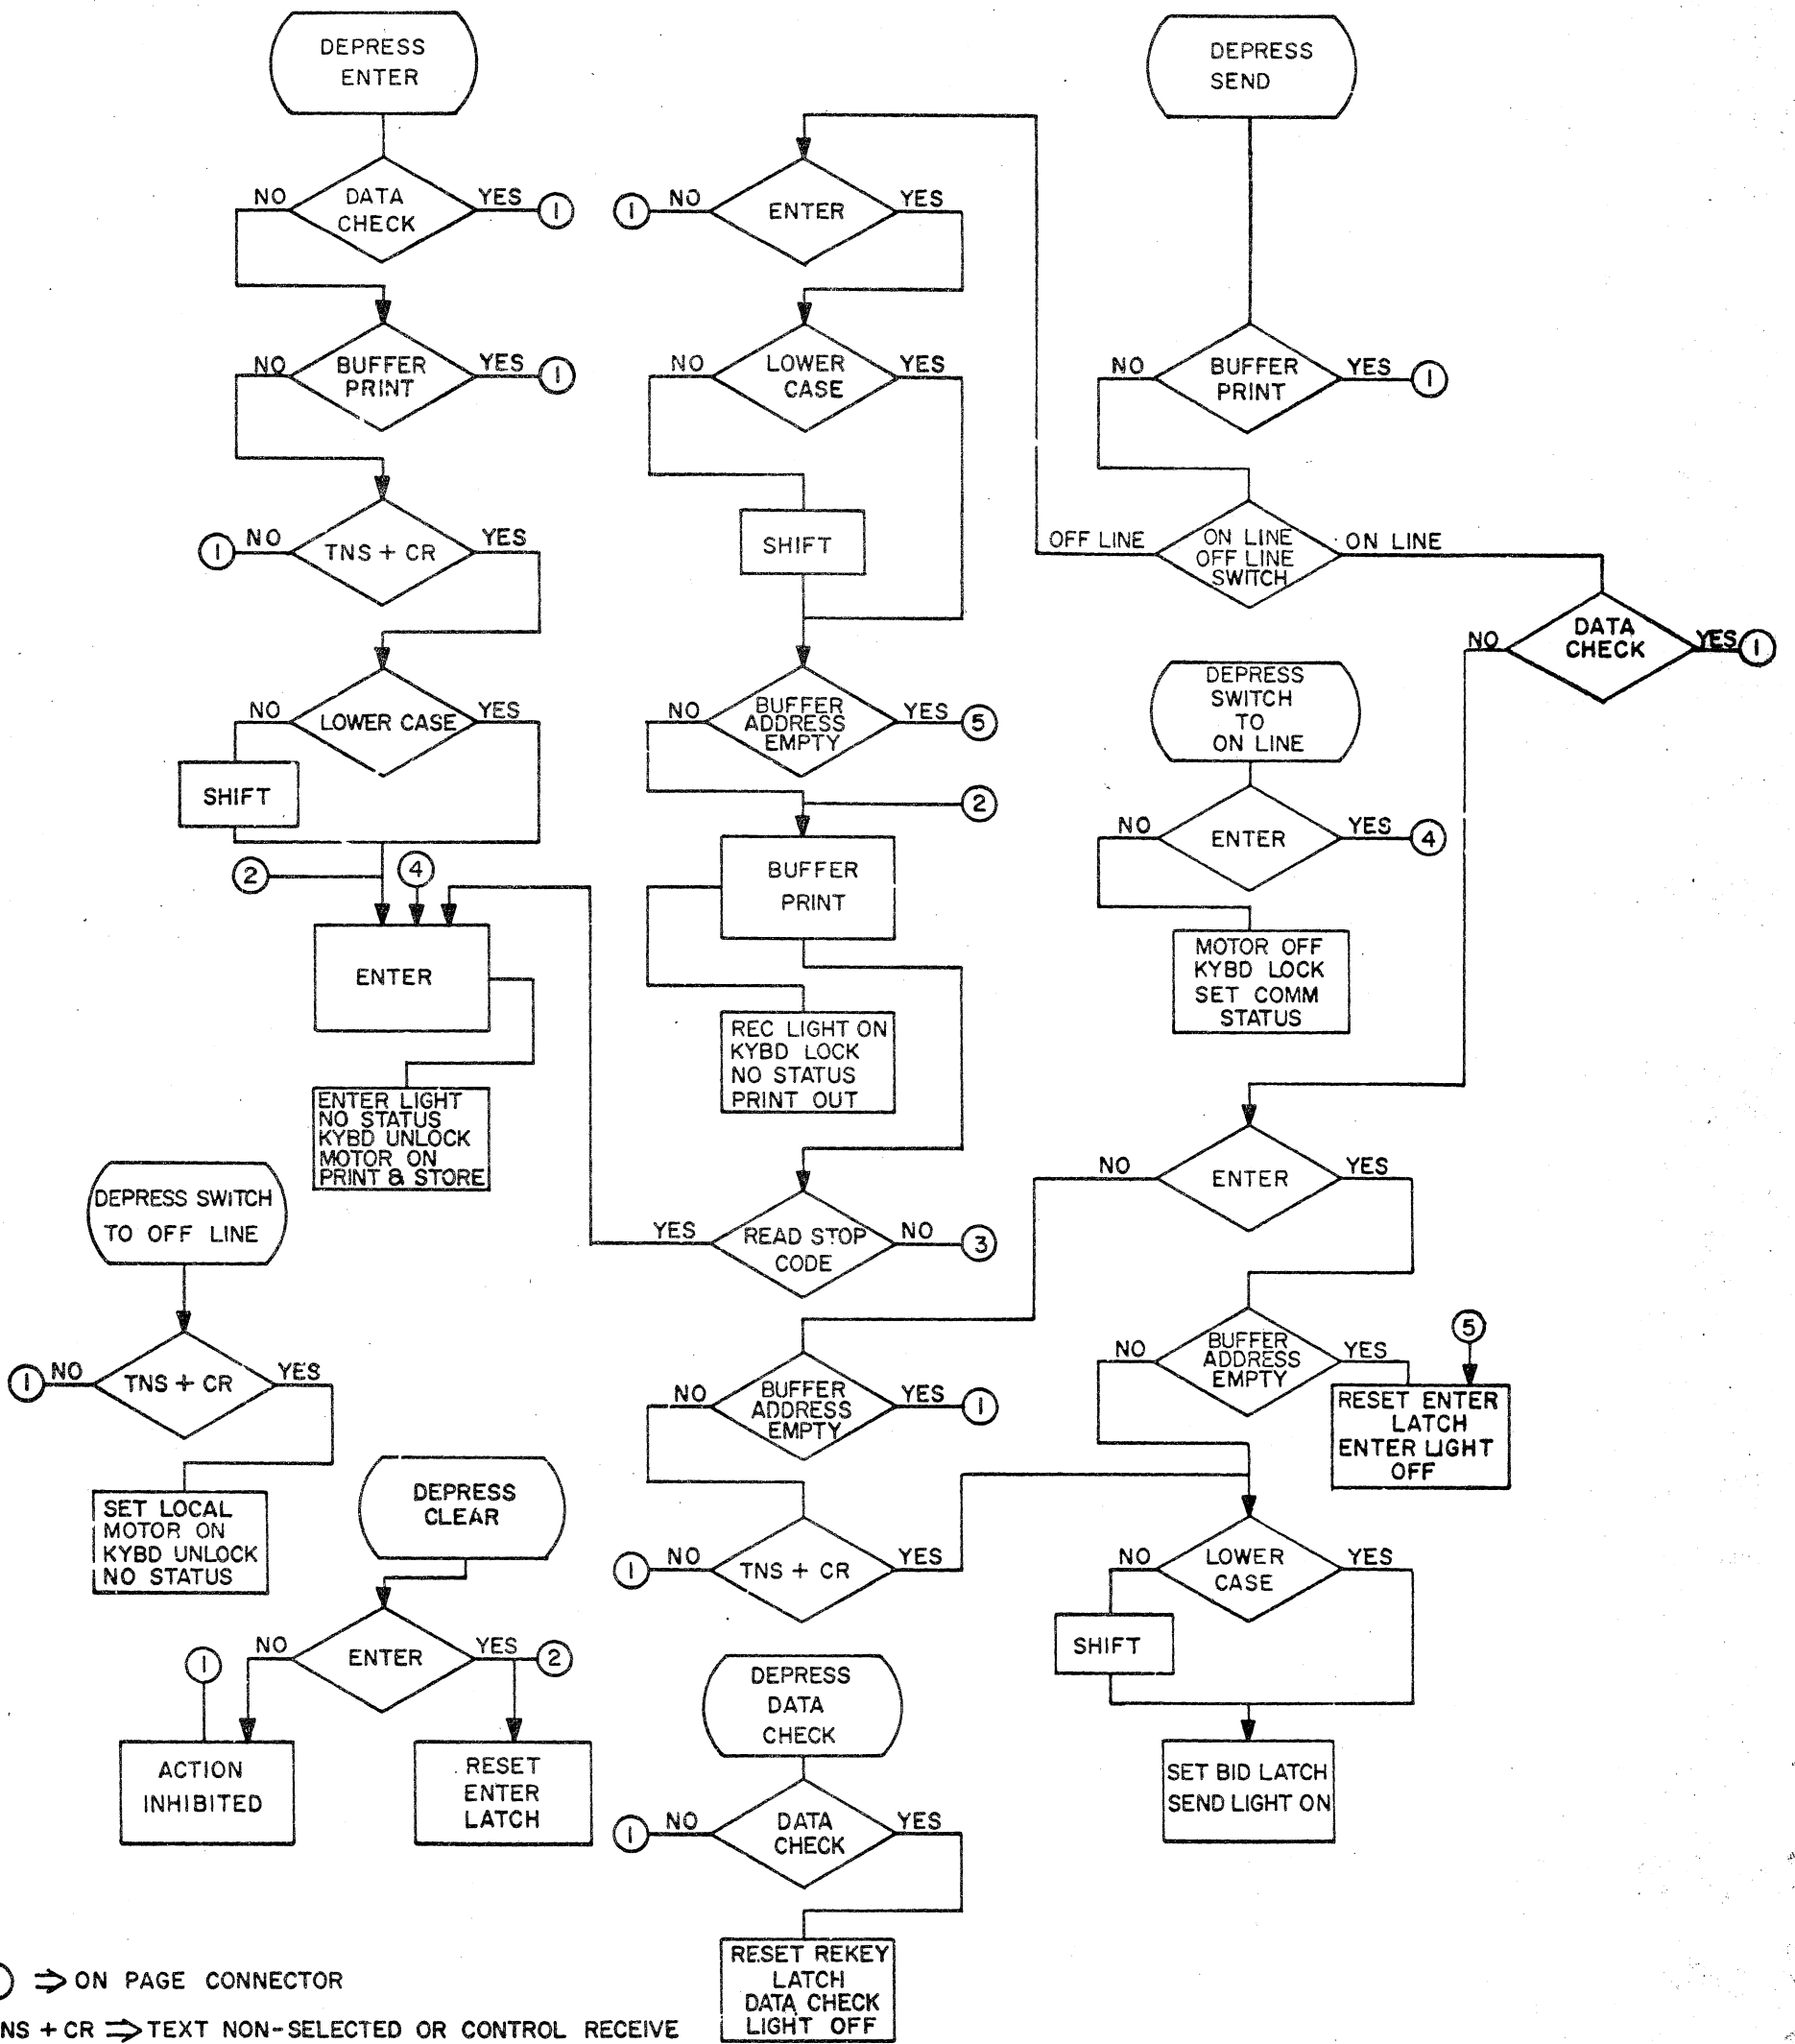 DEPRESS
ENTER
DATA
CHECK
NO
YES
1
BUFFER
PRINT
NO
YES
1
TNS + CR
1
NO
YES
LOWER CASE
NO
YES
SHIFT
2
4
ENTER
ENTER LIGHT
NO STATUS
KYBD UNLOCK
MOTOR ON
PRINT & STORE
DEPRESS SWITCH
TO OFF LINE
1
NO
TNS + CR
YES
SET LOCAL
MOTOR ON
KYBD UNLOCK
NO STATUS
DEPRESS
CLEAR
NO
ENTER
YES
2
1
ACTION
INHIBITED
RESET
ENTER
LATCH
1
NO
ENTER
YES
NO
LOWER
CASE
YES
SHIFT
NO
BUFFER
ADDRESS
EMPTY
YES
5
2
BUFFER
PRINT
REC LIGHT ON
KYBD LOCK
NO STATUS
PRINT OUT
YES
READ STOP
CODE
NO
3
NO
BUFFER
ADDRESS
EMPTY
YES
1
1
NO
TNS + CR
YES
DEPRESS
DATA
CHECK
1
NO
DATA
CHECK
YES
RESET REKEY
LATCH
DATA CHECK
LIGHT OFF
DEPRESS
SEND
NO
BUFFER
PRINT
YES
1
OFF LINE
ON LINE
OFF LINE
SWITCH
ON LINE
NO
DATA
CHECK
YES
1
DEPRESS
SWITCH
TO
ON LINE
NO
ENTER
YES
4
MOTOR OFF
KYBD LOCK
SET COMM
STATUS
NO
ENTER
YES
NO
BUFFER
ADDRESS
EMPTY
YES
5
RESET ENTER
LATCH
ENTER LIGHT
OFF
NO
LOWER
CASE
YES
SHIFT
SET BID LATCH
SEND LIGHT ON
⇒ ON PAGE CONNECTOR
NS + CR ⇒ TEXT NON-SELECTED OR CONTROL RECEIVE